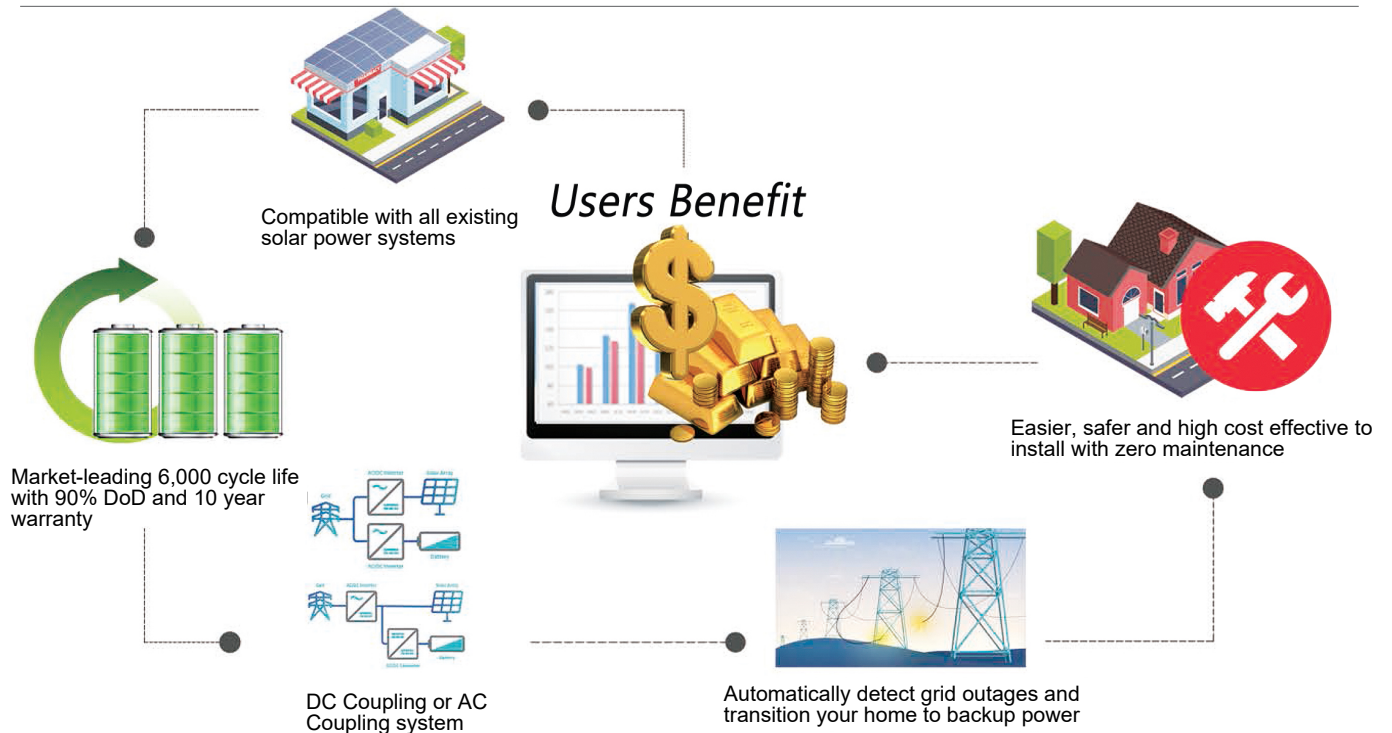 Users Benefit
Compatible with all existing
solar power systems
Market-leading 6,000 cycle life
with 90% DoD and 10 year
warranty
Easier, safer and high cost effective to
install with zero maintenance
Grid
DC Coupling or AC
Coupling system
Automatically detect grid outages and
transition your home to backup power